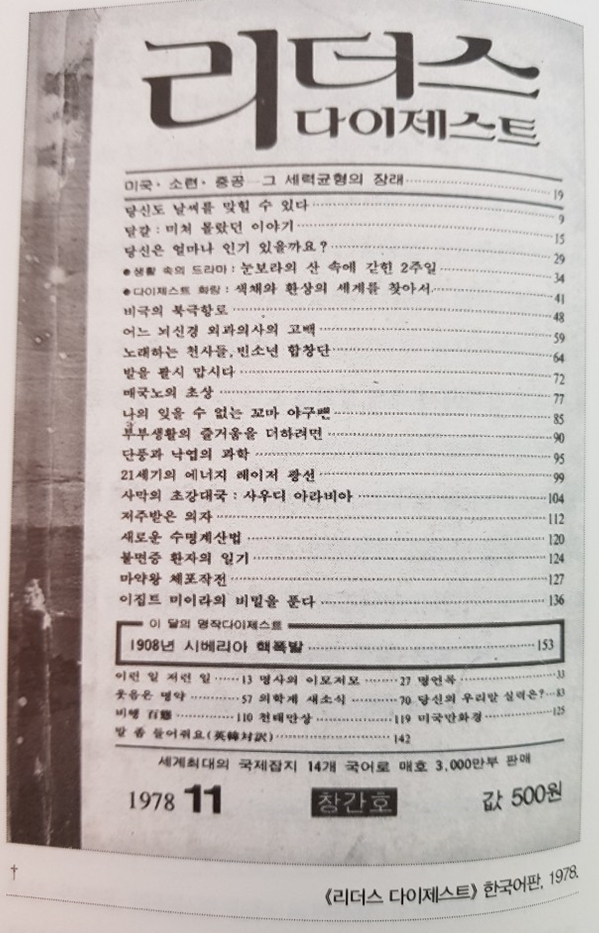 리더스
다이제스트
미국·소련·중공—그 세력균형의 장래 19
당신도 날씨를 맞힐 수 있다 9
달걀: 미처 몰랐던 이야기 15
당신은 얼마나 인기 있을까요? 29
●생활 속의 드라마: 눈보라의 산 속에 갇힌 2주일 34
●다이제스트 화랑: 색채와 환상의 세계를 찾아서 41
비극의 북극항로 48
어느 뇌신경 외과의사의 고백 59
노래하는 천사들, 빈소년 합창단 64
발을 팔시 맙시다 72
매국노의 초상 77
나의 잊을 수 없는 꼬마 야구팬 85
부부생활의 즐거움을 더하려면 90
단풍과 낙엽의 과학 95
21세기의 에너지 레이저 광선 99
사막의 초강대국: 사우디 아라비아 104
저주받은 의자 112
새로운 수명계산법 120
불면증 환자의 일기 124
마약왕 체포작전 127
이집트 미이라의 비밀을 푼다 136
이 달의 명작다이제스트
1908년 시베리아 핵폭발 153
이런 일 저런 일 13 명사의 이모저모 27 명언록 33
웃음은 명약 57 의학계 새소식 70 당신의 우리말 실력은? 83
비행 百態 110 천태만상 119 미국만화경 125
말 좀 들어줘요(英韓対訳) 142
세계최대의 국제잡지 14개 국어로 매호 3,000만부 판매
1978 11 창간호 값 500원
†
《리더스 다이제스트》 한국어판, 1978.